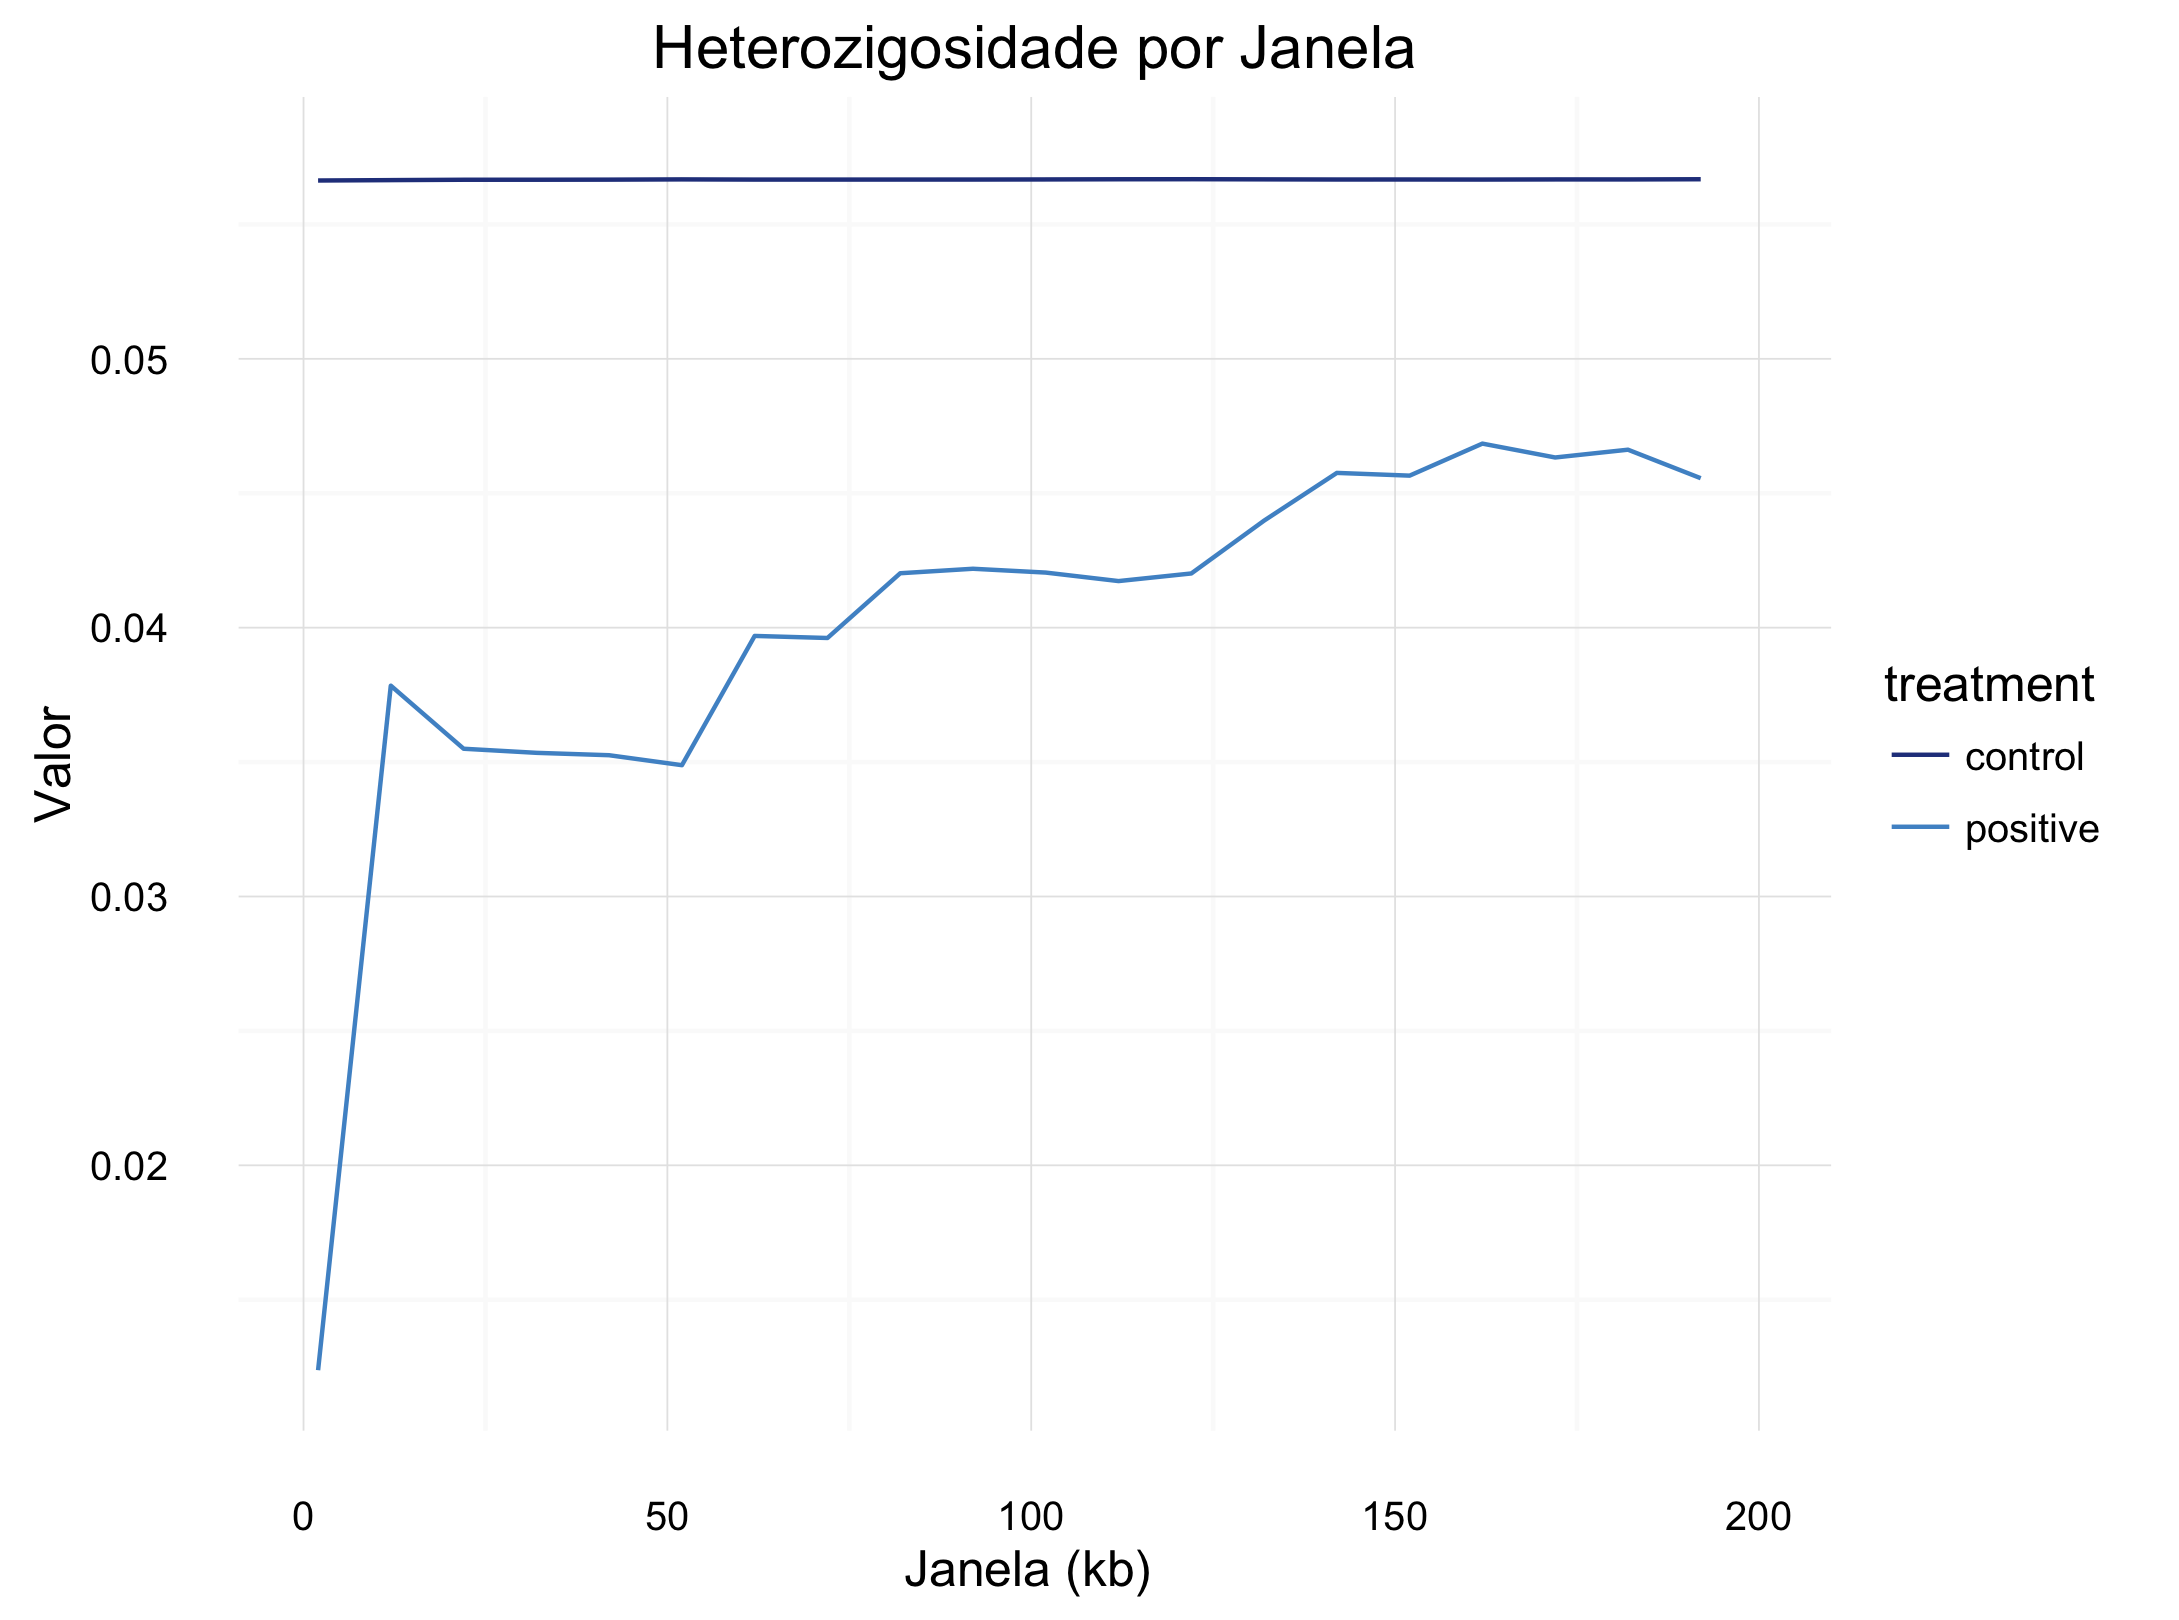 Heterozigosidade por Janela
Valor
0.05
0.04
0.03
0.02
0 50 100 150 200
Janela (kb)
treatment
control
positive